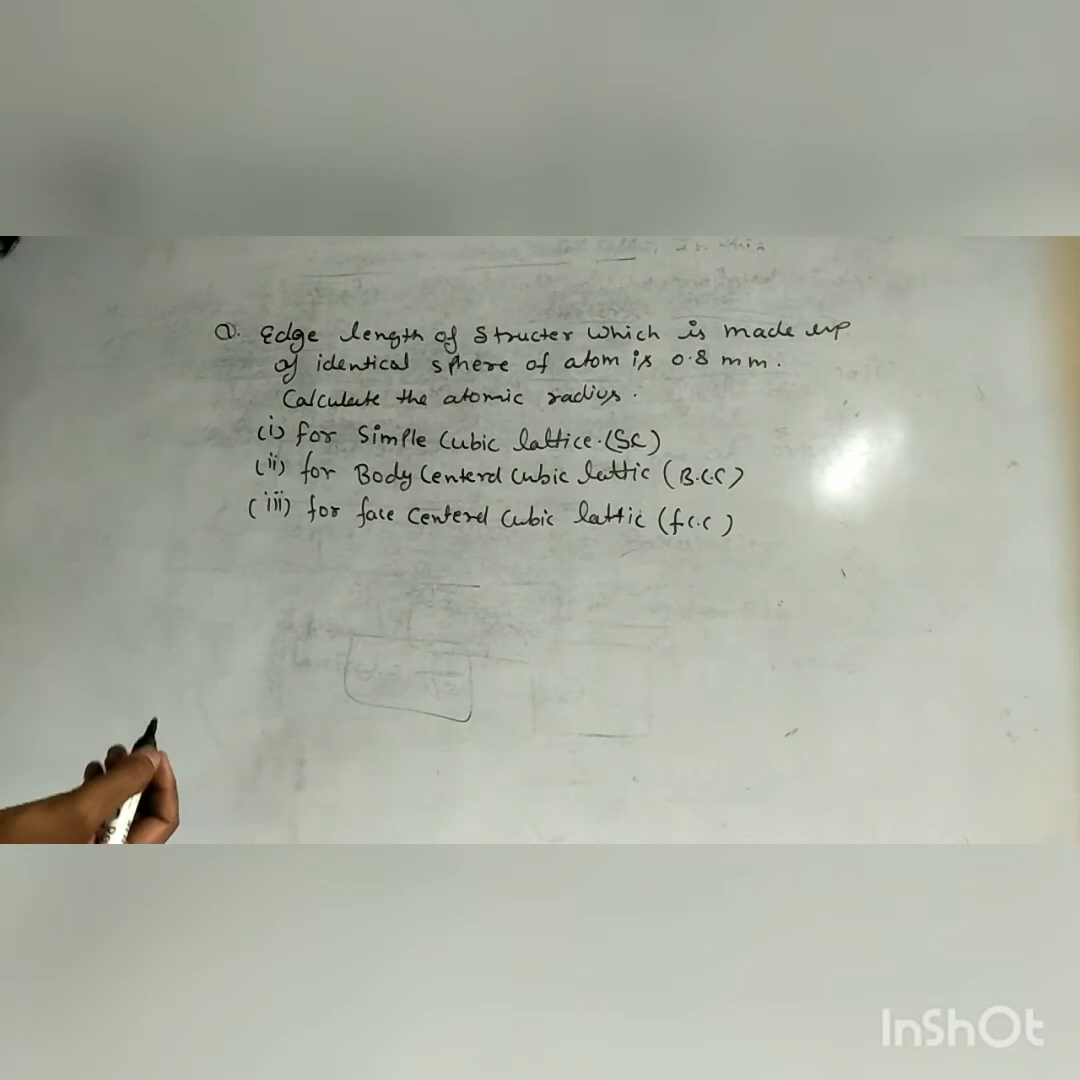 Q. Edge length of Structer which is made up
of identical sphere of atom is 0.8 mm.
Calculate the atomic radius.
(i) for Simple Cubic lattice.(SC)
(ii) for Body Centerd Cubic lattic (B.C.C)
(iii) for face Centered Cubic lattic (f.C.C)
InShOt